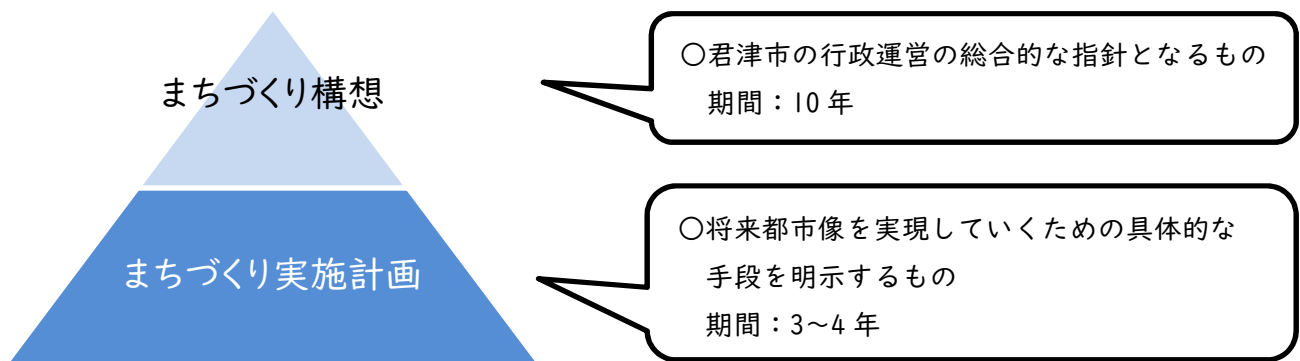 まちづくり構想
〇君津市の行政運営の総合的な指針となるもの
期間：10年
まちづくり実施計画
〇将来都市像を実現していくための具体的な
手段を明示するもの
期間：3～4年